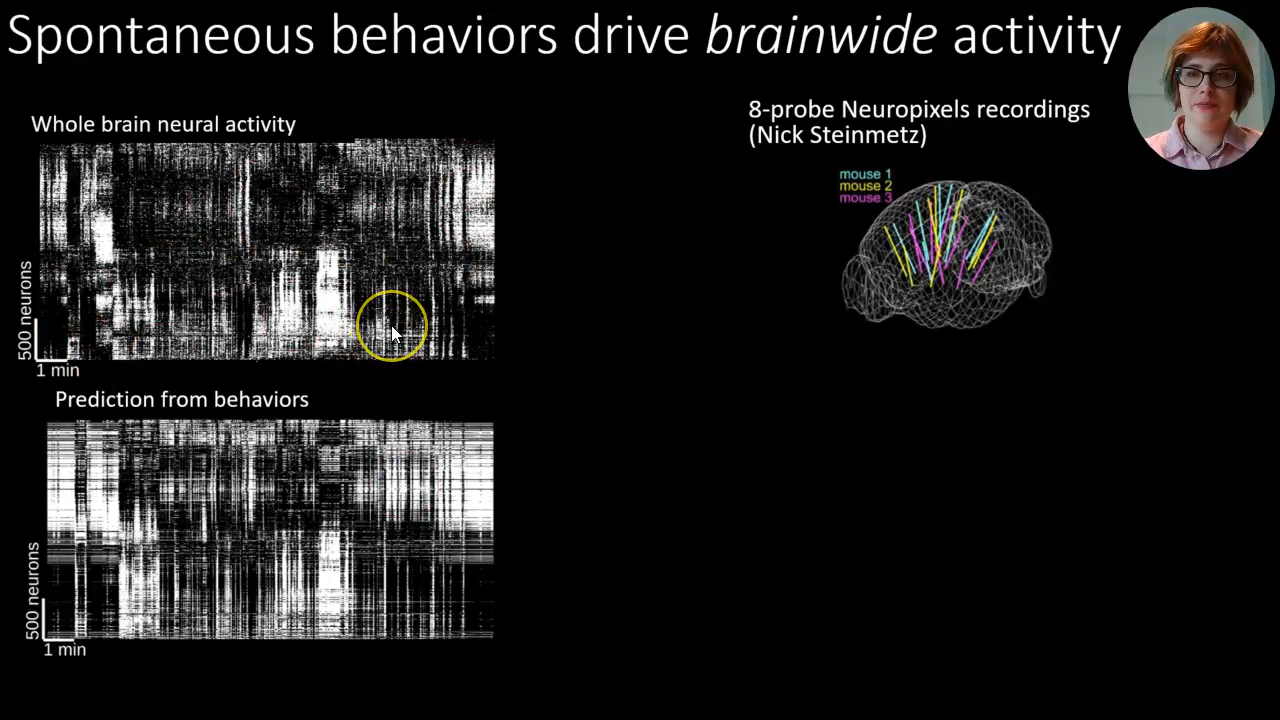 Spontaneous behaviors drive brainwide activity
Whole brain neural activity
500 neurons
1 min
Prediction from behaviors
500 neurons
1 min
8-probe Neuropixels recordings
(Nick Steinmetz)
mouse 1
mouse 2
mouse 3